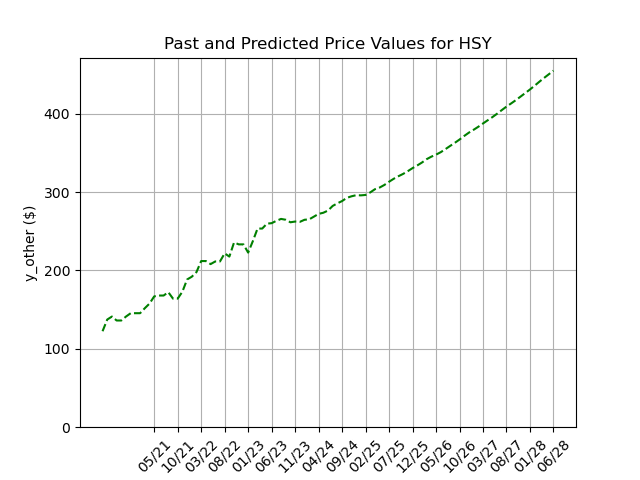 Past and Predicted Price Values for HSY
y_other ($)
400
300
200
100
0
05/21 10/21 03/22 08/22 01/23 06/23 11/23 04/24 09/24 02/25 07/25 12/25 05/26 10/26 03/27 08/27 01/28 06/28